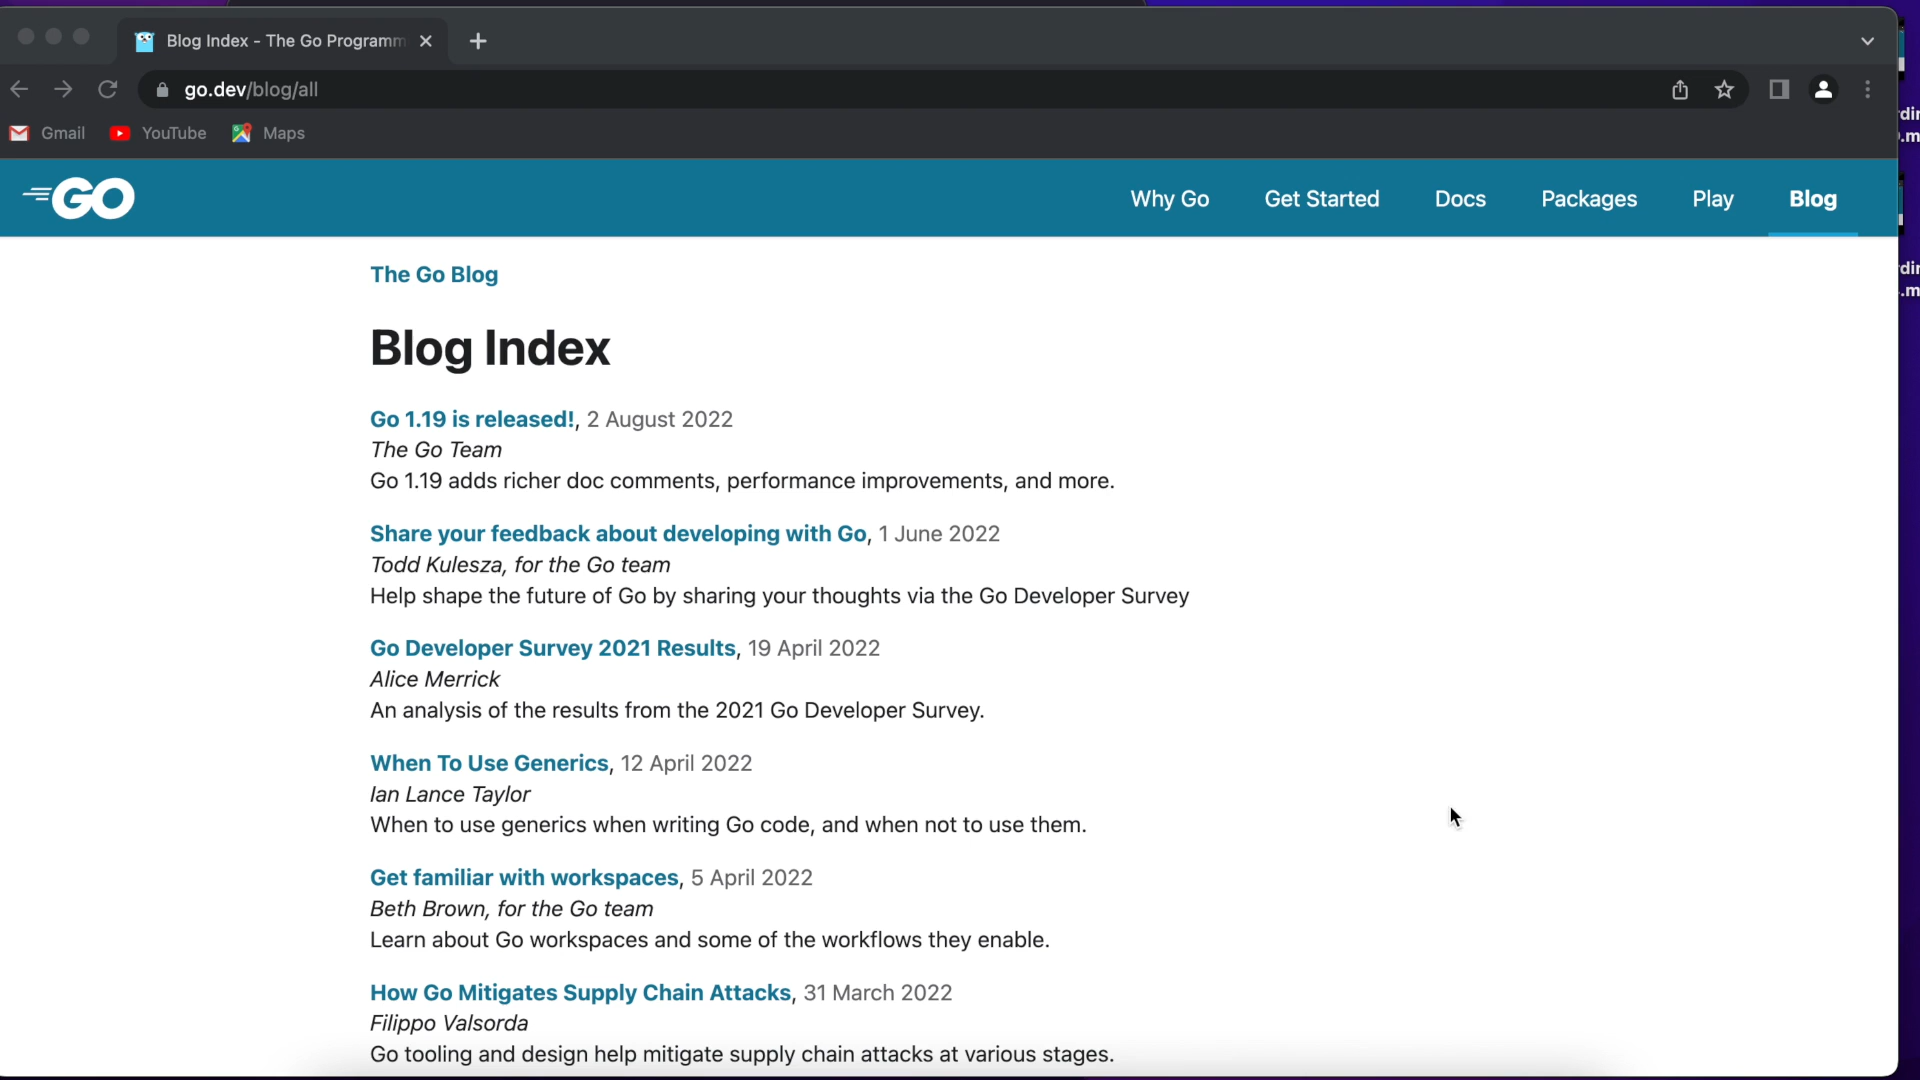 Blog Index - The Go Programm
go.dev/blog/all
Gmail YouTube Maps
GO Why Go Get Started Docs Packages Play Blog
The Go Blog
Blog Index
Go 1.19 is released!, 2 August 2022
The Go Team
Go 1.19 adds richer doc comments, performance improvements, and more.
Share your feedback about developing with Go, 1 June 2022
Todd Kulesza, for the Go team
Help shape the future of Go by sharing your thoughts via the Go Developer Survey
Go Developer Survey 2021 Results, 19 April 2022
Alice Merrick
An analysis of the results from the 2021 Go Developer Survey.
When To Use Generics, 12 April 2022
Ian Lance Taylor
When to use generics when writing Go code, and when not to use them.
Get familiar with workspaces, 5 April 2022
Beth Brown, for the Go team
Learn about Go workspaces and some of the workflows they enable.
How Go Mitigates Supply Chain Attacks, 31 March 2022
Filippo Valsorda
Go tooling and design help mitigate supply chain attacks at various stages.